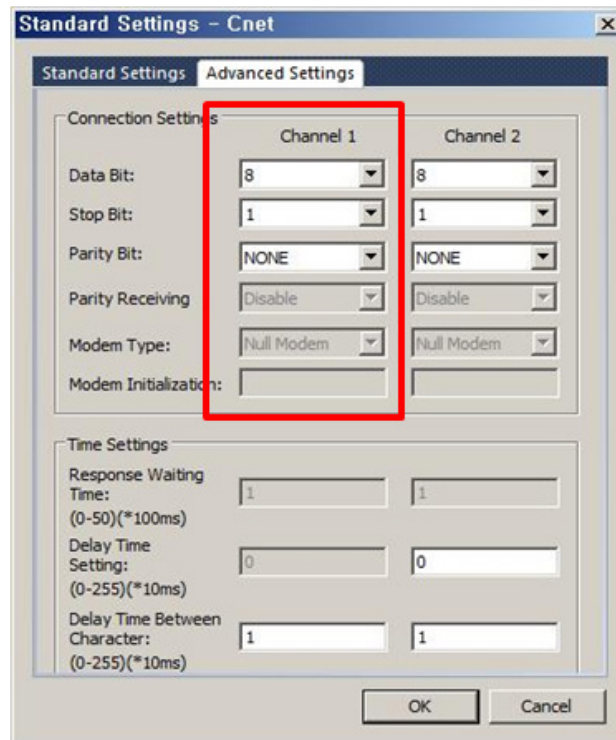 Standard Settings - Cnet
Standard Settings Advanced Settings
Connection Settings
Channel 1 Channel 2
Data Bit: 8 8
Stop Bit: 1 1
Parity Bit: NONE NONE
Parity Receiving Disable Disable
Modem Type: Null Modem Null Modem
Modem Initialization:
Time Settings
Response Waiting
Time: 1 1
(0-50)(*100ms)
Delay Time
Setting: 0 0
(0-255)(*10ms)
Delay Time Between
Character: 1 1
(0-255)(*10ms)
OK Cancel